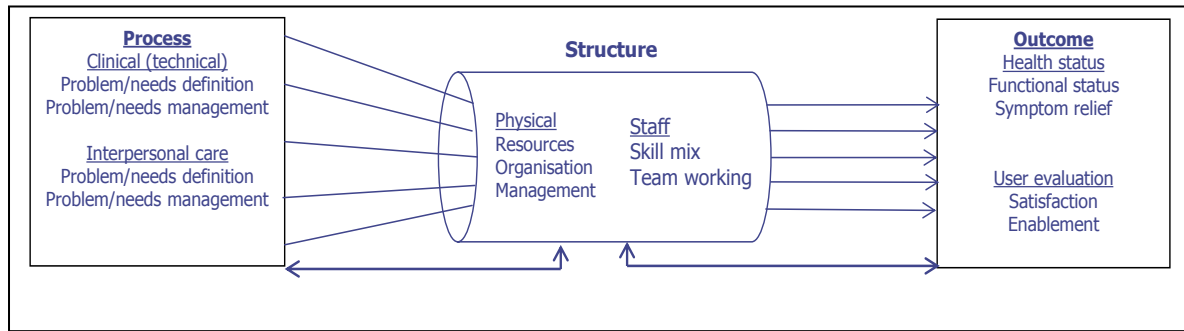 Process
Clinical (technical)
Problem/needs definition
Problem/needs management
Interpersonal care
Problem/needs definition
Problem/needs management
Structure
Physical
Resources
Organisation
Management
Staff
Skill mix
Team working
Outcome
Health status
Functional status
Symptom relief
User evaluation
Satisfaction
Enablement